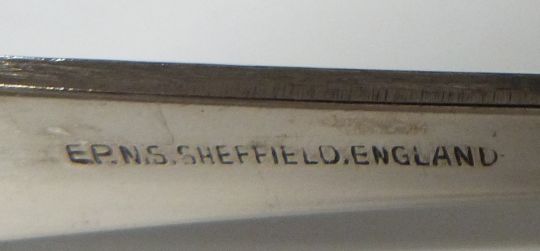 E.P.N.S. SHEFFIELD. ENGLAND